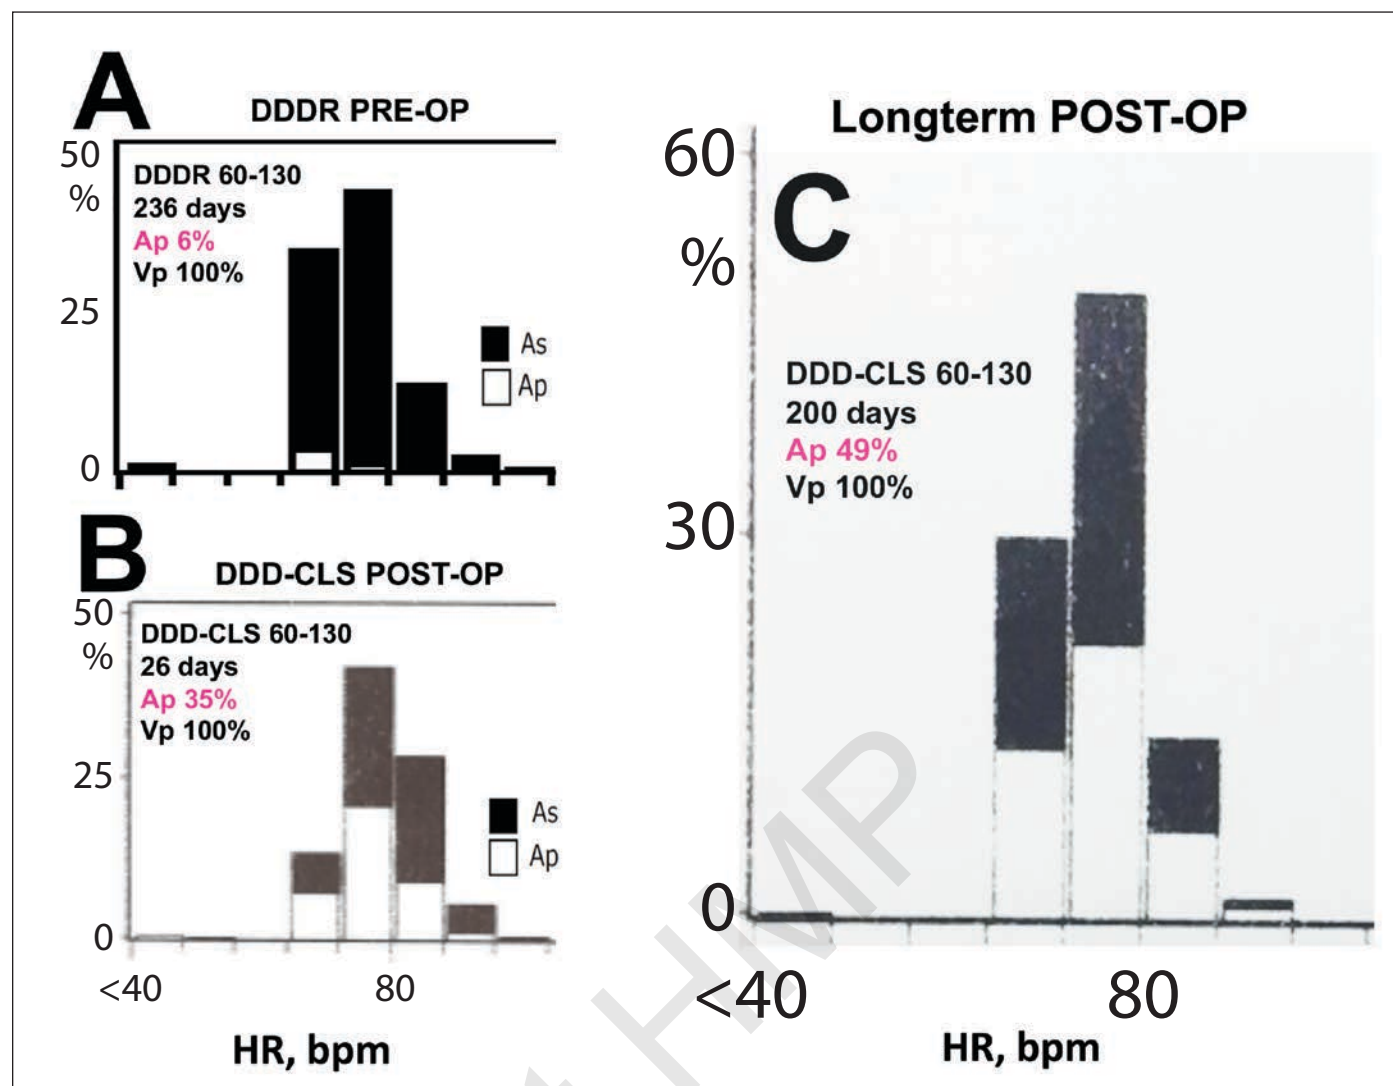 A
DDDR PRE-OP
50
%
DDDR 60-130
236 days
Ap 6%
Vp 100%
25
As
Ap
0
B
DDD-CLS POST-OP
50
%
DDD-CLS 60-130
26 days
Ap 35%
Vp 100%
25
As
Ap
0
<40
80
HR, bpm
Longterm POST-OP
60
C
%
DDD-CLS 60-130
200 days
Ap 49%
Vp 100%
30
0
<40
80
HR, bpm
HMP